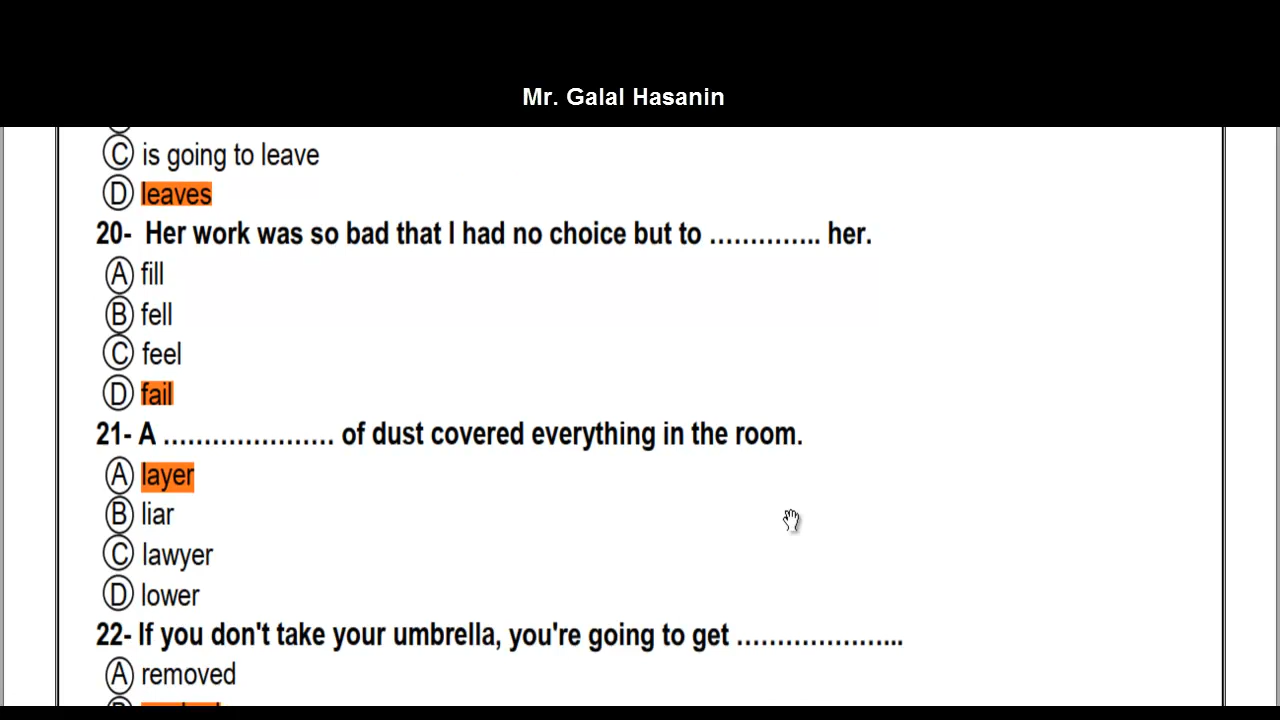 Mr. Galal Hasanin
C is going to leave
D leaves
20- Her work was so bad that I had no choice but to ………….. her.
A fill
B fell
C feel
D fail
21- A ………………… of dust covered everything in the room.
A layer
B liar
C lawyer
D lower
22- If you don't take your umbrella, you're going to get ………………...
A removed